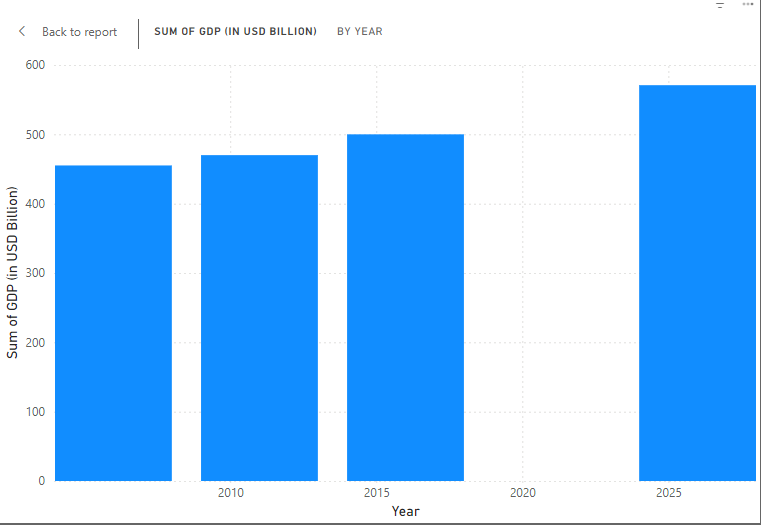 Back to report
SUM OF GDP (IN USD BILLION) BY YEAR
600
500
400
300
200
100
0
Sum of GDP (in USD Billion)
2010 2015 2020 2025
Year